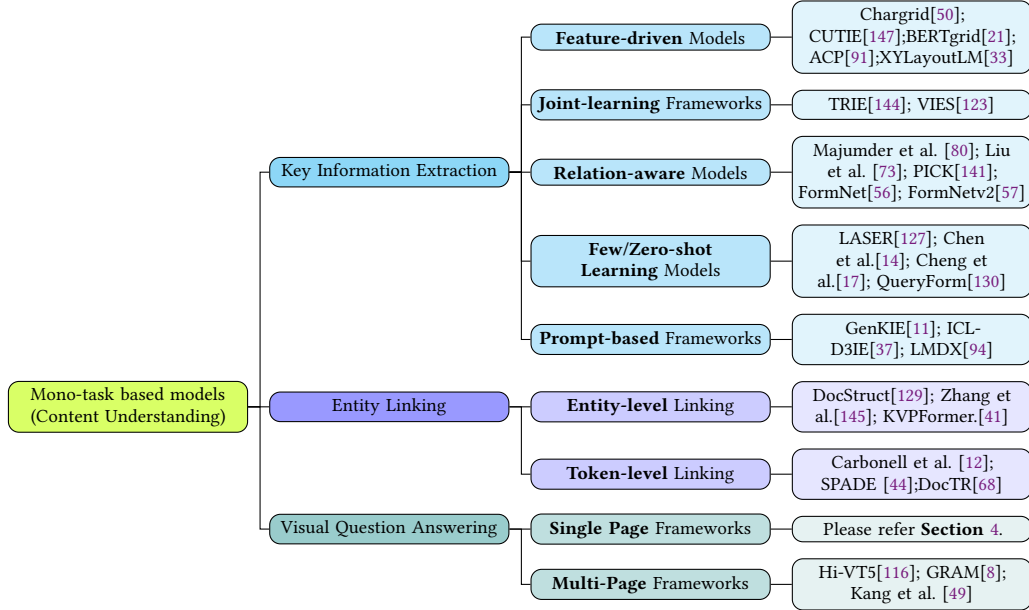 Mono-task based models
(Content Understanding)
Key Information Extraction
Feature-driven Models
Chargrid[50];
CUTIE[147];BERTgrid[21];
ACP[91];XYLayoutLM[33]
Joint-learning Frameworks
TRIE[144]; VIES[123]
Relation-aware Models
Majumder et al. [80]; Liu
et al. [73]; PICK[141];
FormNet[56]; FormNetv2[57]
Few/Zero-shot
Learning Models
LASER[127]; Chen
et al.[14]; Cheng et
al.[17]; QueryForm[130]
Prompt-based Frameworks
GenKIE[11]; ICL-
D3IE[37]; LMDX[94]
Entity Linking
Entity-level Linking
DocStruct[129]; Zhang et
al.[145]; KVPFormer.[41]
Token-level Linking
Carbonell et al. [12];
SPADE [44];DocTR[68]
Visual Question Answering
Single Page Frameworks
Please refer Section 4.
Multi-Page Frameworks
Hi-VT5[116]; GRAM[8];
Kang et al. [49]